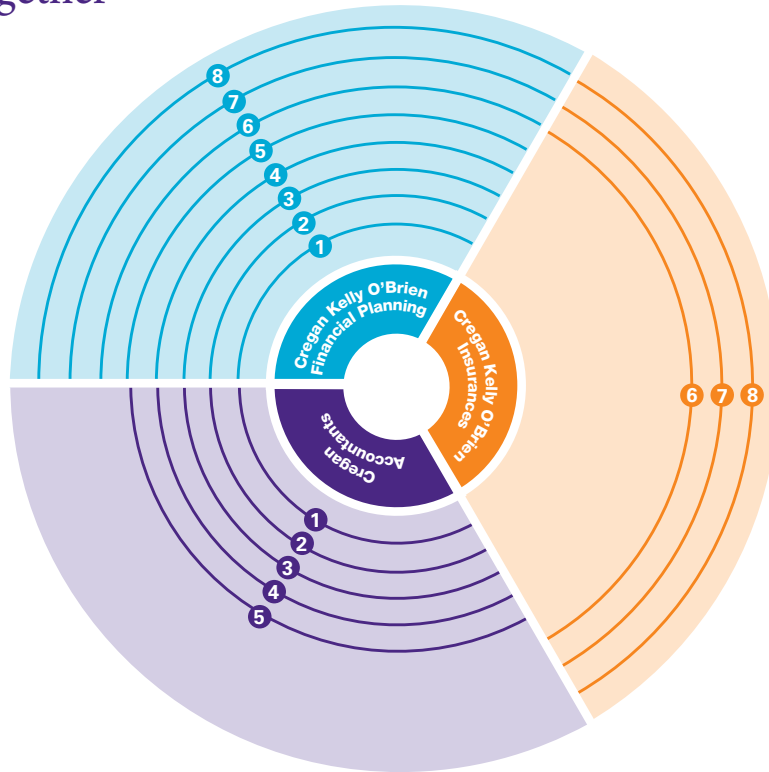 8
7
6
5
4
3
2
1
Cregan Kelly O’Brien
Financial Planning
Cregan Kelly O’Brien
Insurances
6 7 8
Cregan
Accountants
1
2
3
4
5